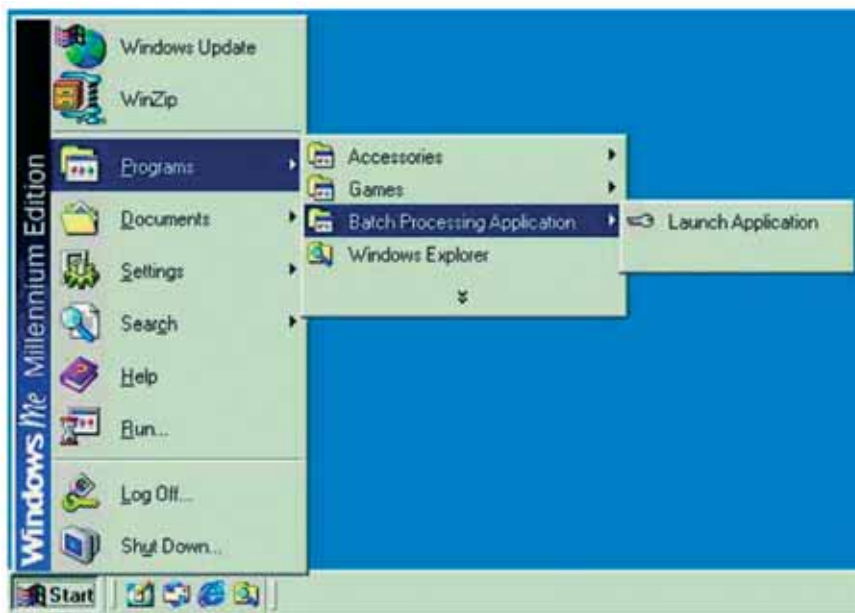 Windows Update
WinZip
Programs
Documents
Settings
Search
Help
Run...
Log Off...
Shut Down...
Windows Me Millennium Edition
Accessories
Games
Batch Processing Application
Windows Explorer
Launch Application
Start